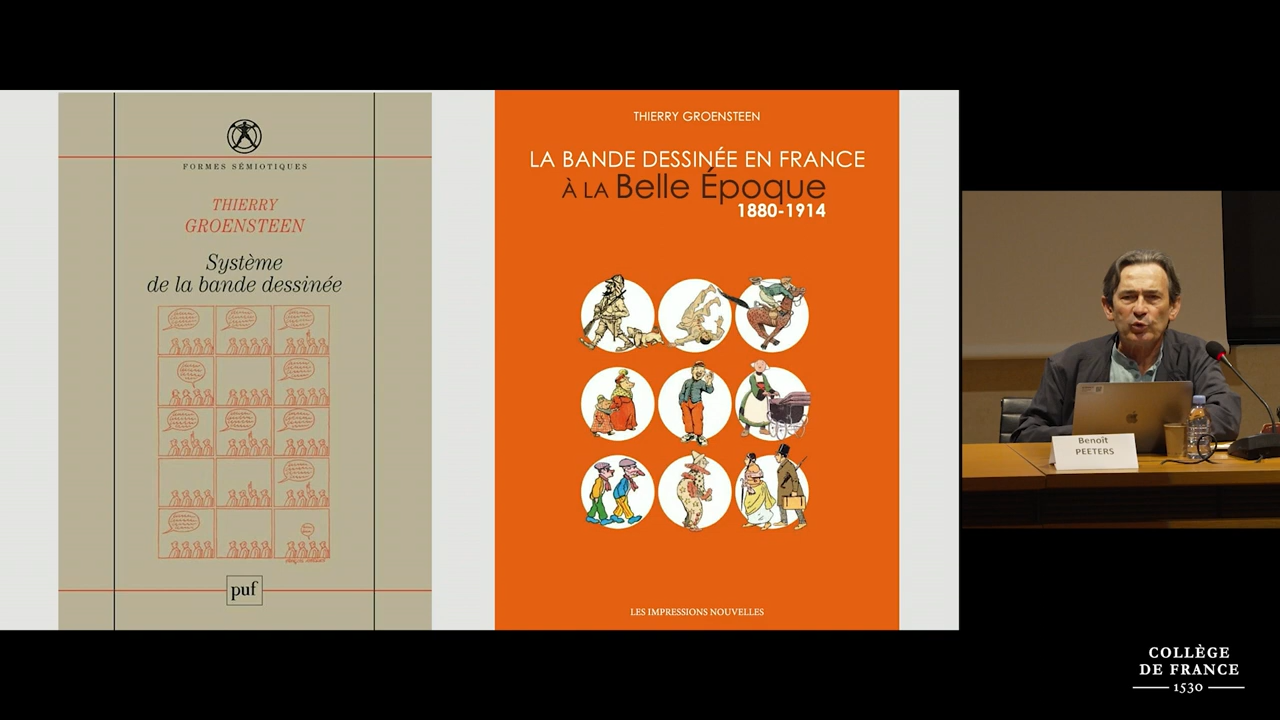 FORMES SÉMIOTIQUES
THIERRY
GROENSTEEN
Système
de la bande dessinée
puf
THIERRY GROENSTEEN
LA BANDE DESSINÉE EN FRANCE
À LA Belle Époque
1880-1914
LES IMPRESSIONS NOUVELLES
Benoît
PEETERS
COLLÈGE
DE FRANCE
1530